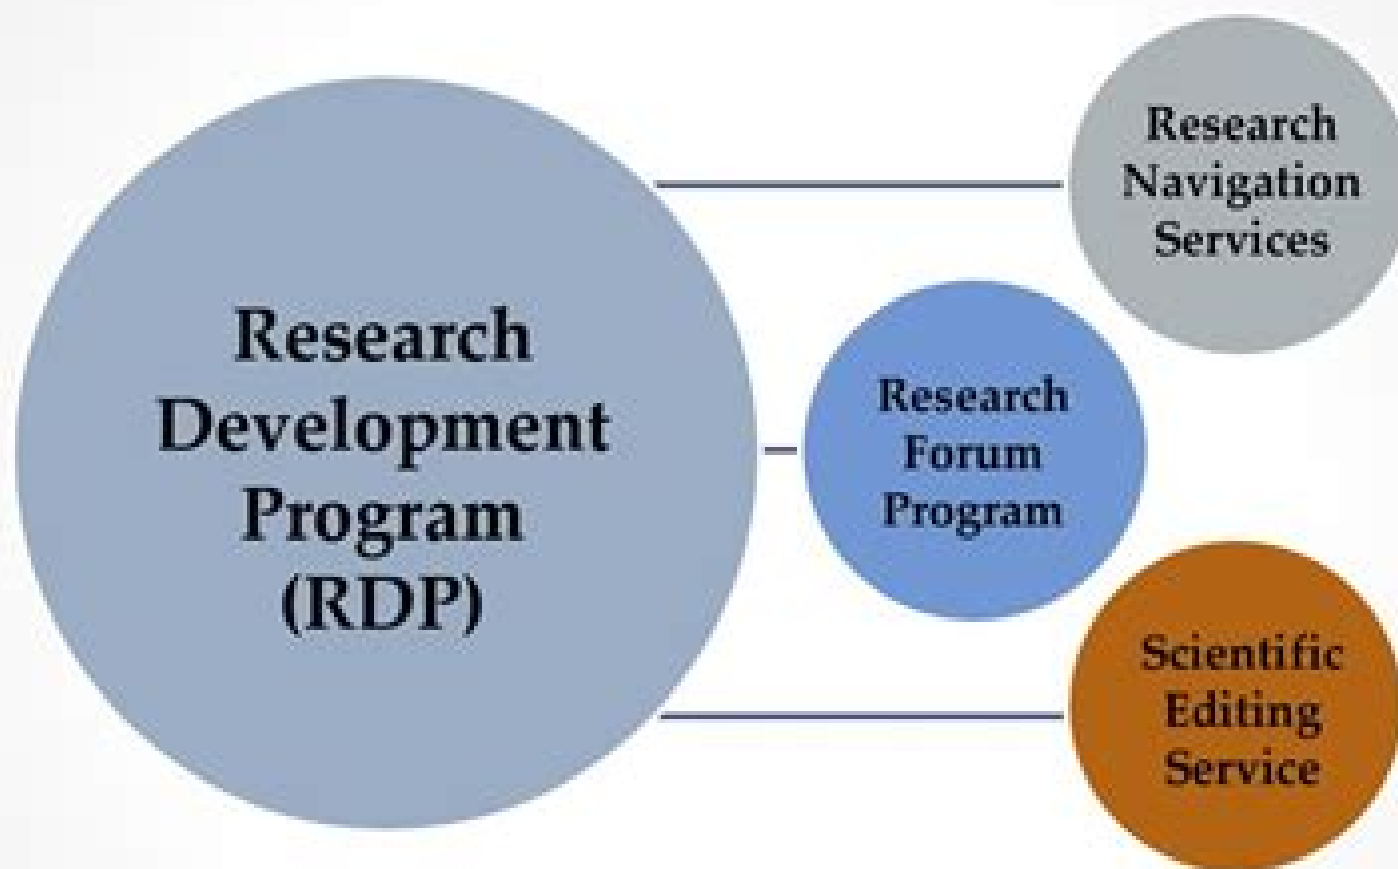 Research
Development
Program
(RDP)
Research
Navigation
Services
Research
Forum
Program
Scientific
Editing
Service